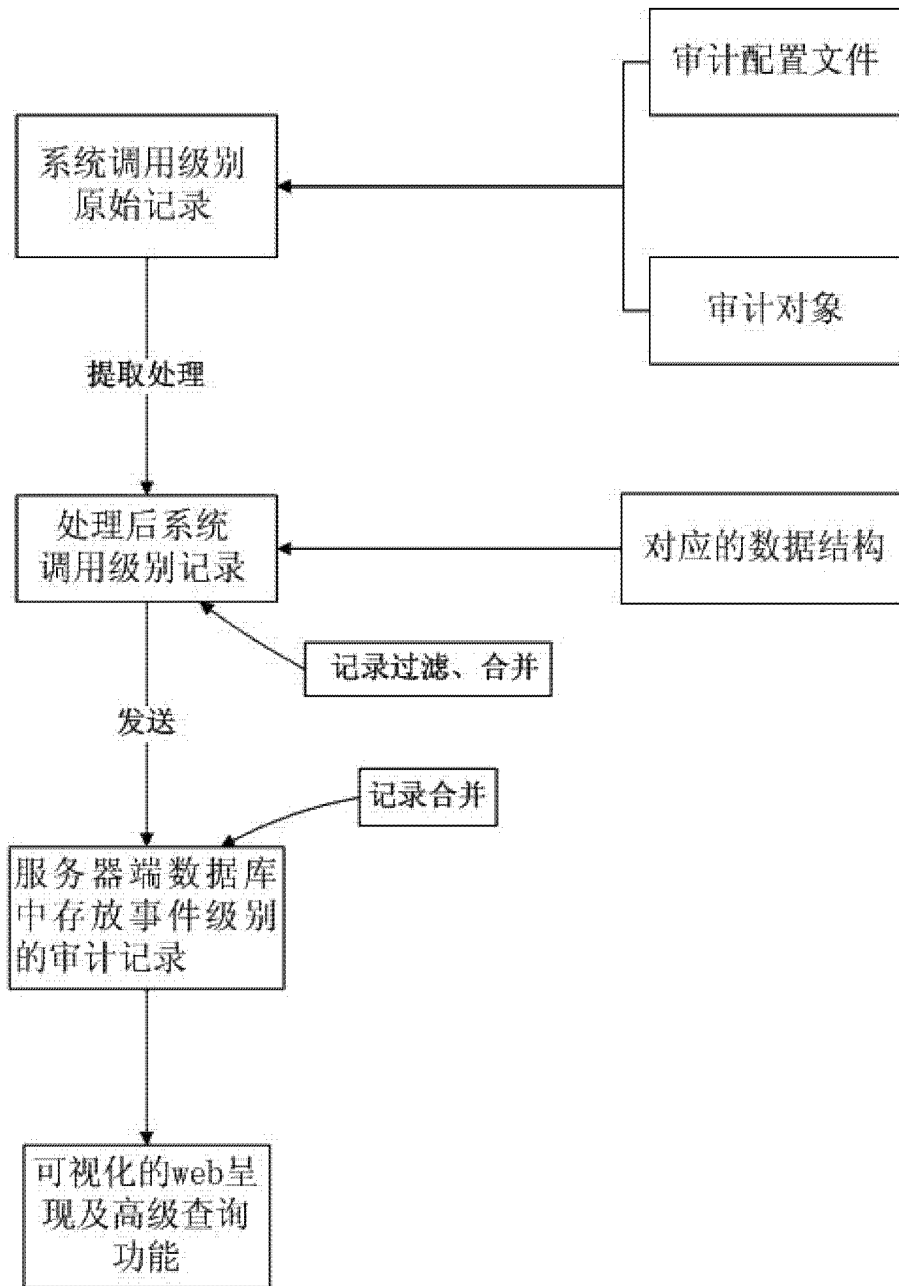 审计配置文件
系统调用级别
原始记录
审计对象
提取处理
处理后系统
调用级别记录
对应的数据结构
记录过滤、合并
发送
记录合并
服务器端数据库
中存放事件级别
的审计记录
可视化的web呈
现及高级查询
功能